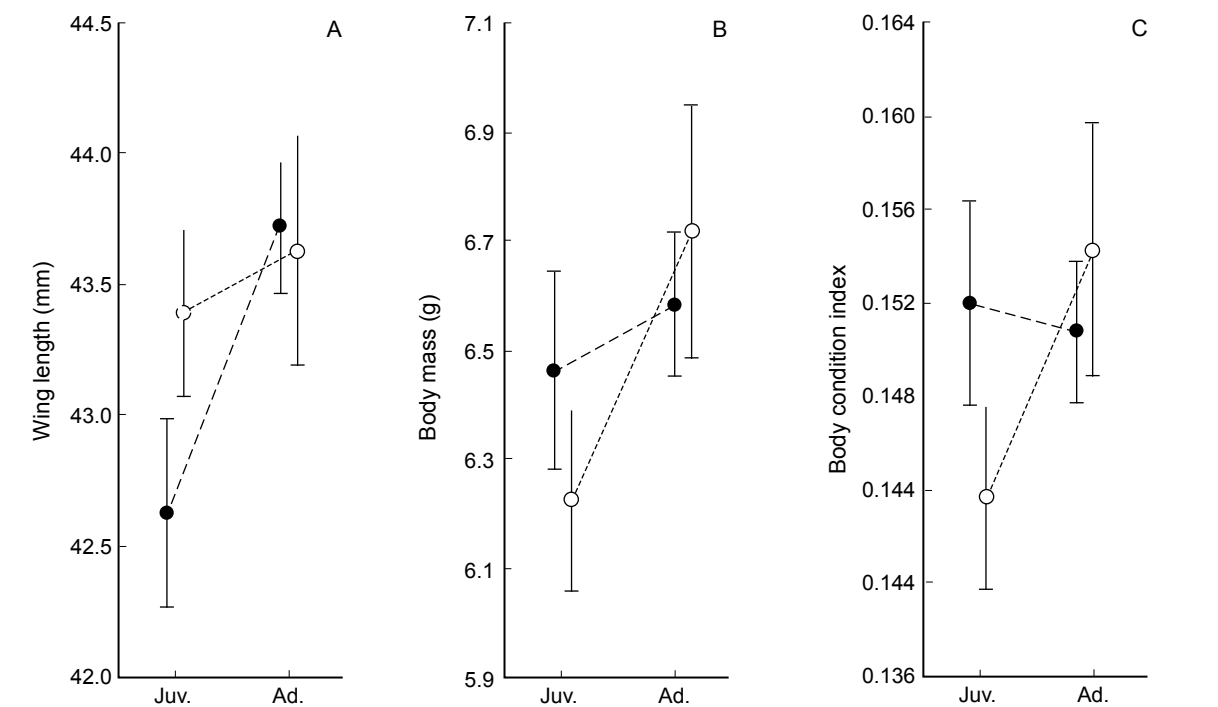 A
44.5
44.0
43.5
43.0
42.5
42.0
Wing length (mm)
Juv.
Ad.
B
7.1
6.9
6.7
6.5
6.3
6.1
5.9
Body mass (g)
Juv.
Ad.
C
0.164
0.160
0.156
0.152
0.148
0.144
0.144
0.136
Body condition index
Juv.
Ad.